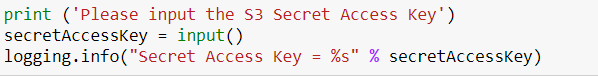 print ('Please input the S3 Secret Access Key')
secretAccessKey = input()
logging.info("Secret Access Key = %s" % secretAccessKey)